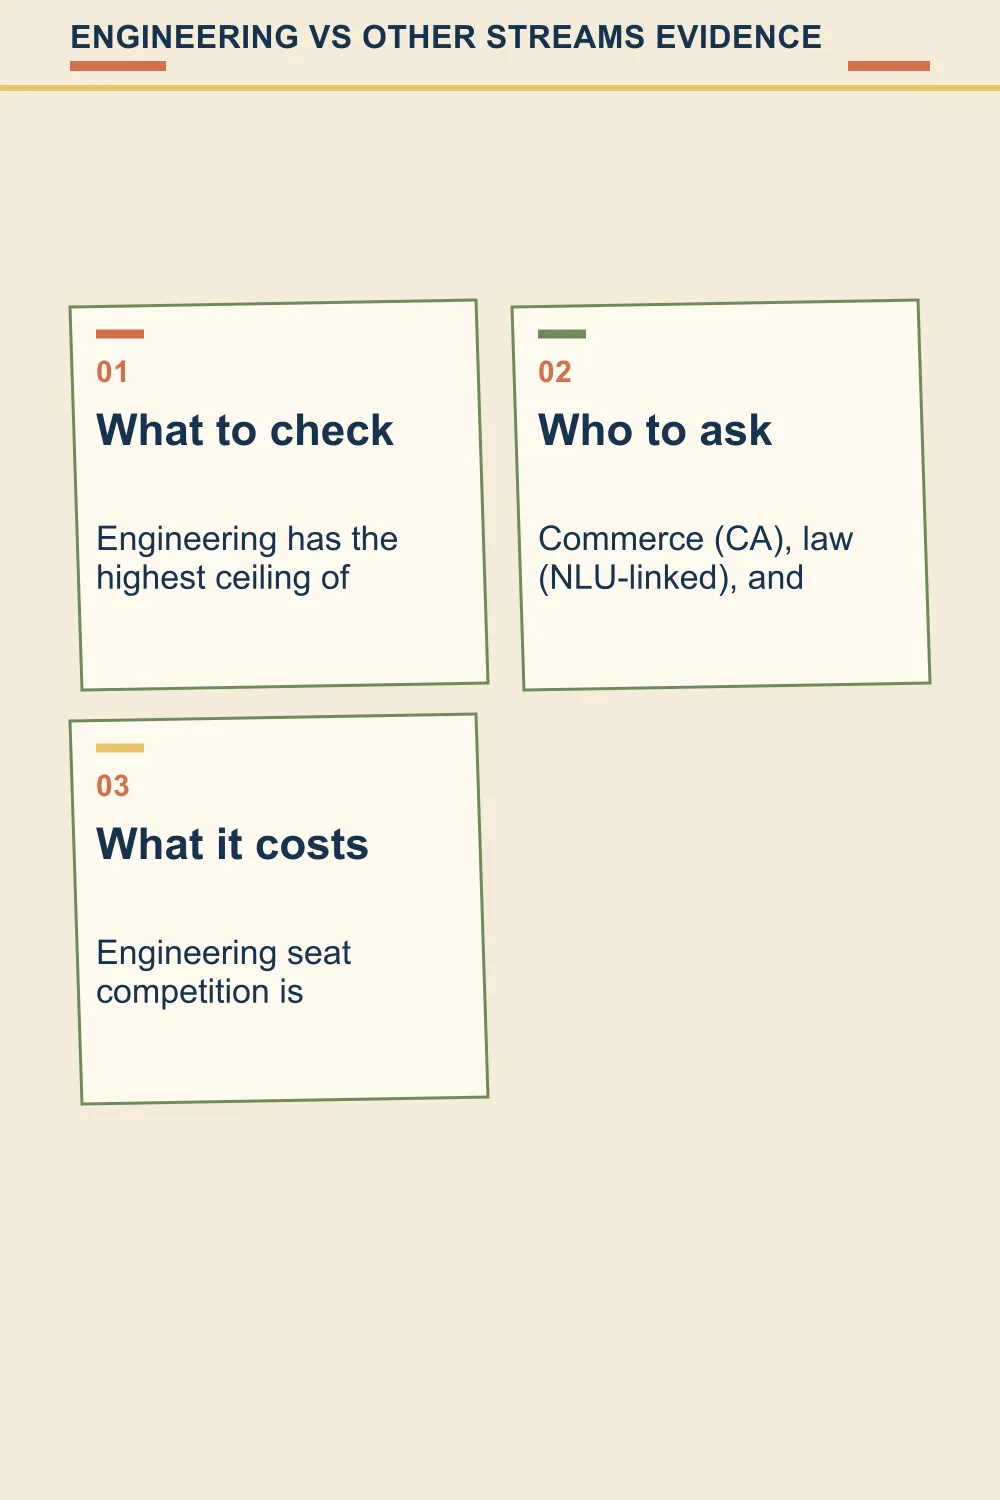 ENGINEERING VS OTHER STREAMS EVIDENCE
01
What to check
Engineering has the
highest ceiling of
02
Who to ask
Commerce (CA), law
(NLU-linked), and
03
What it costs
Engineering seat
competition is